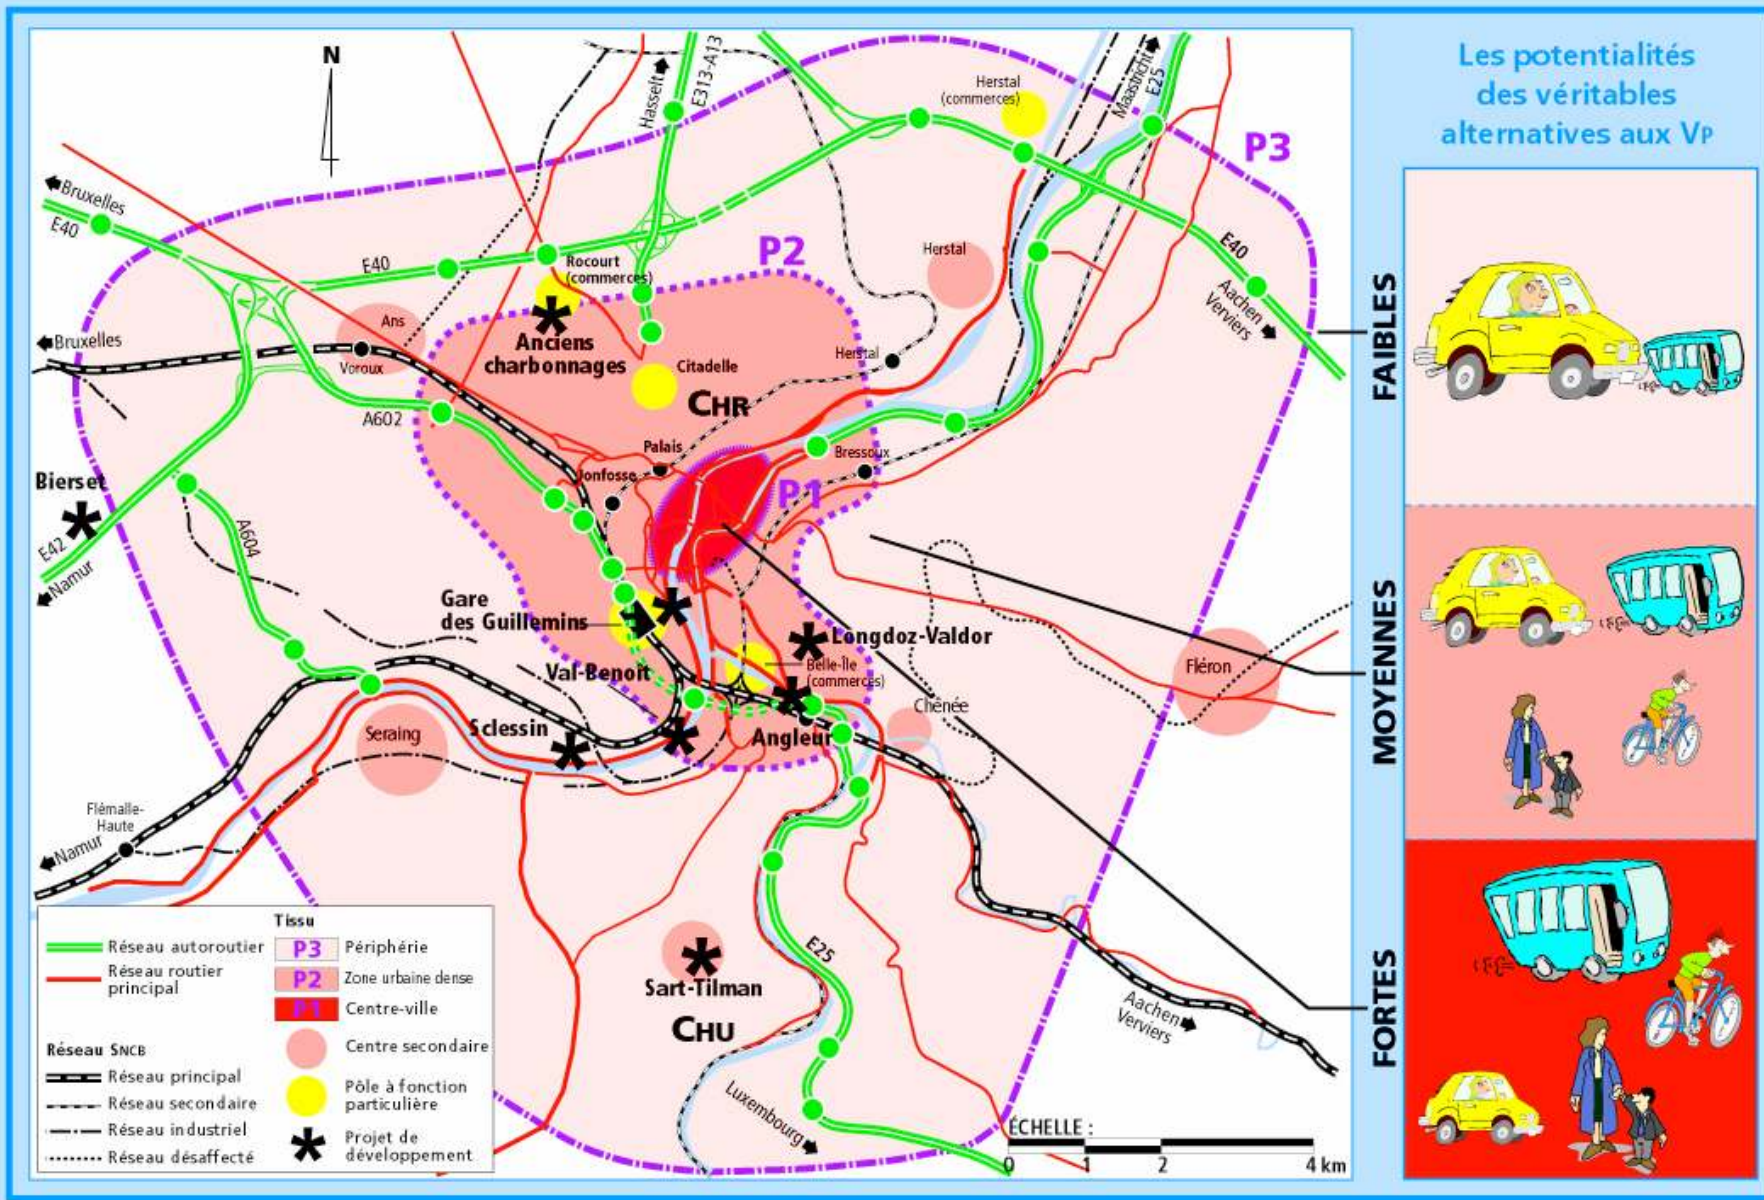 Les potentialités
des véritables
alternatives aux VP
N
Hasselt
E313-A13
Maastricht
E25
Herstal
(commerces)
P3
Bruxelles
E40
E40
E40
Aachen
Verviers
P2
Rocourt
(commerces)
Herstal
Ans
Anciens
charbonnages
Bruxelles
Voroux
Citadelle
Herstal
CHR
A602
Palais
Jonfosse
Bressoux
P1
Bierset
E42
Namur
A604
Gare
des Guillemins
Longdoz-Valdor
Belle-Île
(commerces)
Val-Benoit
Fléron
Chênée
Seraing
Sclessin
Angleur
Flémalle-
Haute
Namur
Sart-Tilman
CHU
E25
Aachen
Verviers
Luxembourg
ÉCHELLE :
0 1 2 4 km
Réseau autoroutier
Réseau routier
principal
Réseau SNCB
Réseau principal
Réseau secondaire
Réseau industriel
Réseau désaffecté
Tissu
P3 Périphérie
P2 Zone urbaine dense
P1 Centre-ville
Centre secondaire
Pôle à fonction
particulière
Projet de
développement
FAIBLES
MOYENNES
FORTES